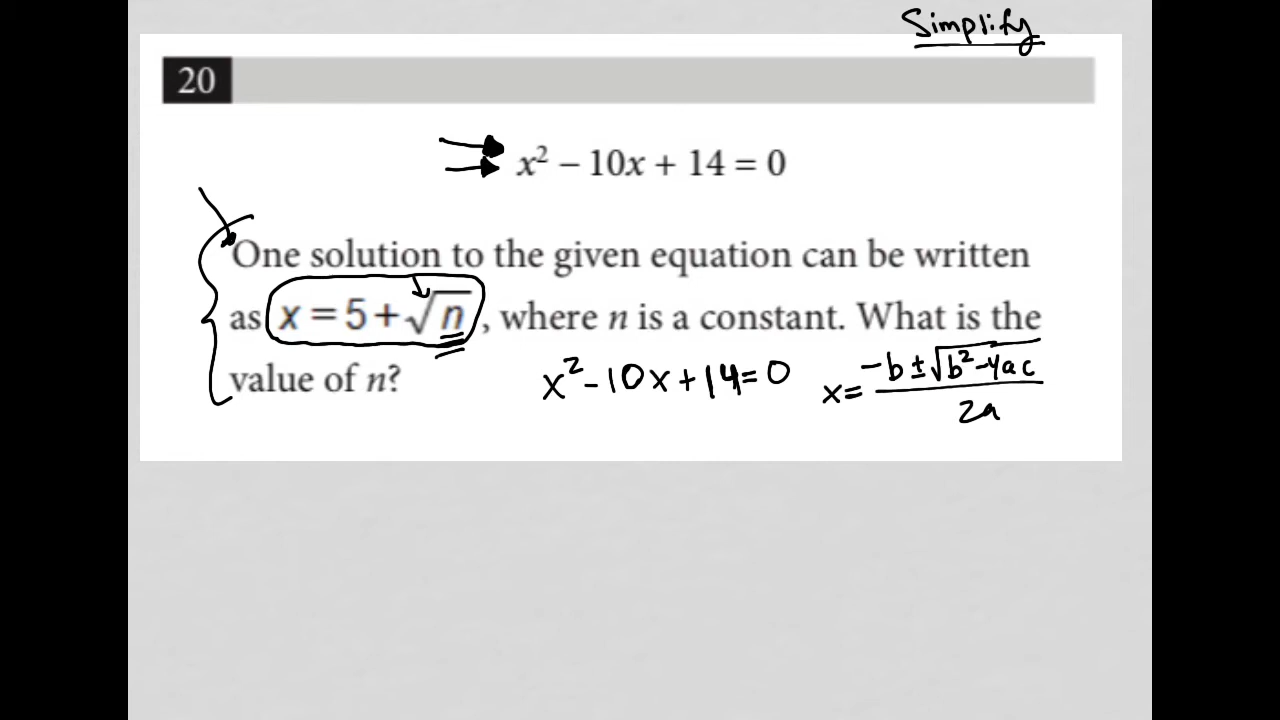 Simplify
20
x² − 10x + 14 = 0
One solution to the given equation can be written
as x = 5 + √n, where n is a constant. What is the
value of n?
x² - 10x + 14 = 0
x = (-b ± √(b² - 4ac)) / 2a